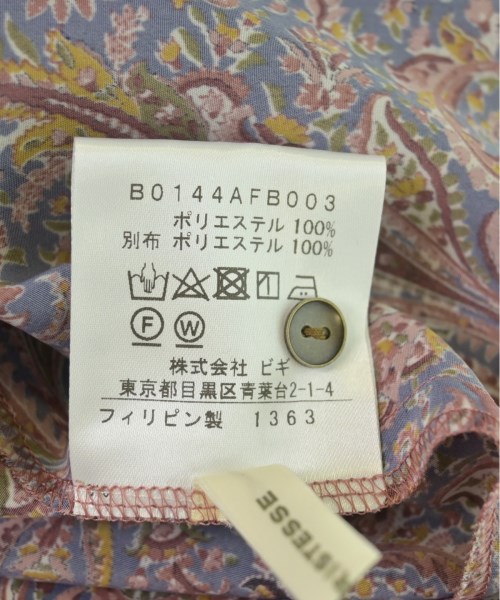 B0144AFB003
ポリエステル 100%
別布 ポリエステル 100%
F W
株式会社 ビギ
東京都目黒区青葉台2-1-4
フィリピン製 1363